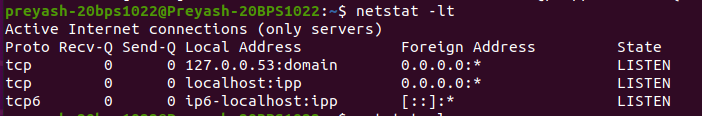 preyash-20bps1022@Preyash-20BPS1022:~$ netstat -lt
Active Internet connections (only servers)
Proto Recv-Q Send-Q Local Address           Foreign Address         State
tcp        0      0 127.0.0.53:domain       0.0.0.0:*               LISTEN
tcp        0      0 localhost:ipp           0.0.0.0:*               LISTEN
tcp6       0      0 ip6-localhost:ipp       [::]:*                  LISTEN